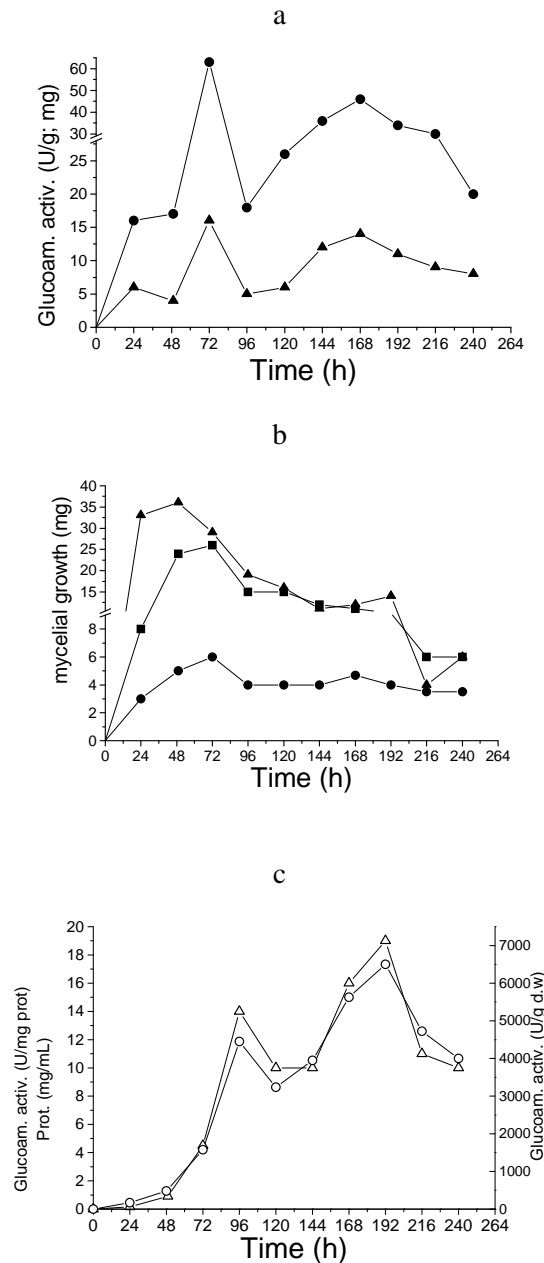 a
Glucoam. activ. (U/g; mg)
60
50
40
30
25
20
15
10
5
0
0 24 48 72 96 120 144 168 192 216 240 264
Time (h)
b
mycelial growth (mg)
40
35
30
25
20
15
8
6
4
2
0
0 24 48 72 96 120 144 168 192 216 240 264
Time (h)
c
Glucoam. activ. (U/mg prot)
Prot. (mg/mL)
20
18
16
14
12
10
8
6
4
2
0
7000
6000
5000
4000
3000
2000
1000
0
Glucoam. activ. (U/g d.w)
0 24 48 72 96 120 144 168 192 216 240 264
Time (h)